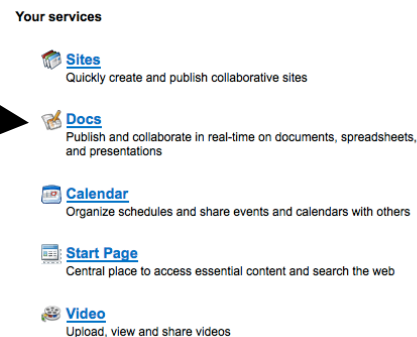 Your services
Sites
Quickly create and publish collaborative sites
Docs
Publish and collaborate in real-time on documents, spreadsheets,
and presentations
Calendar
Organize schedules and share events and calendars with others
Start Page
Central place to access essential content and search the web
Video
Upload, view and share videos